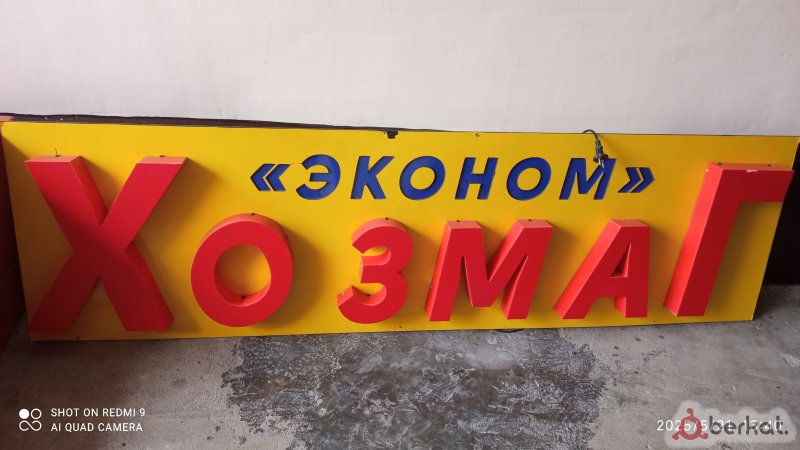 «ЭКОНОМ»
ХОЗМАГ
SHOT ON REDMI 9
AI QUAD CAMERA
berkat.